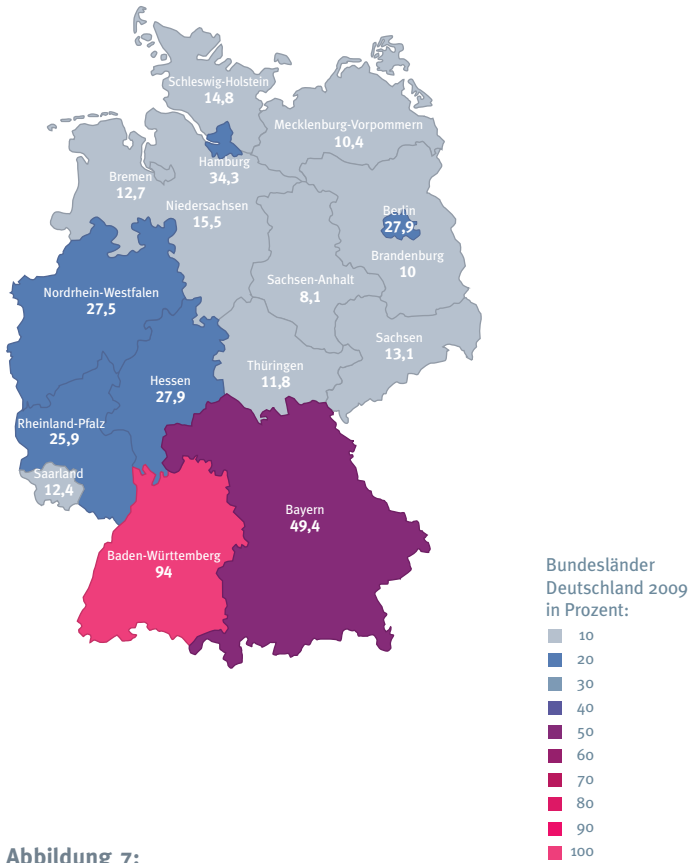 Schleswig-Holstein
14,8
Mecklenburg-Vorpommern
10,4
Hamburg
34,3
Bremen
12,7
Niedersachsen
15,5
Berlin
27,9
Brandenburg
10
Sachsen-Anhalt
8,1
Nordrhein-Westfalen
27,5
Sachsen
13,1
Thüringen
11,8
Hessen
27,9
Rheinland-Pfalz
25,9
Saarland
12,4
Bayern
49,4
Baden-Württemberg
94
Bundesländer
Deutschland 2009
in Prozent:
10
20
30
40
50
60
70
80
90
100
Abbildung 7: